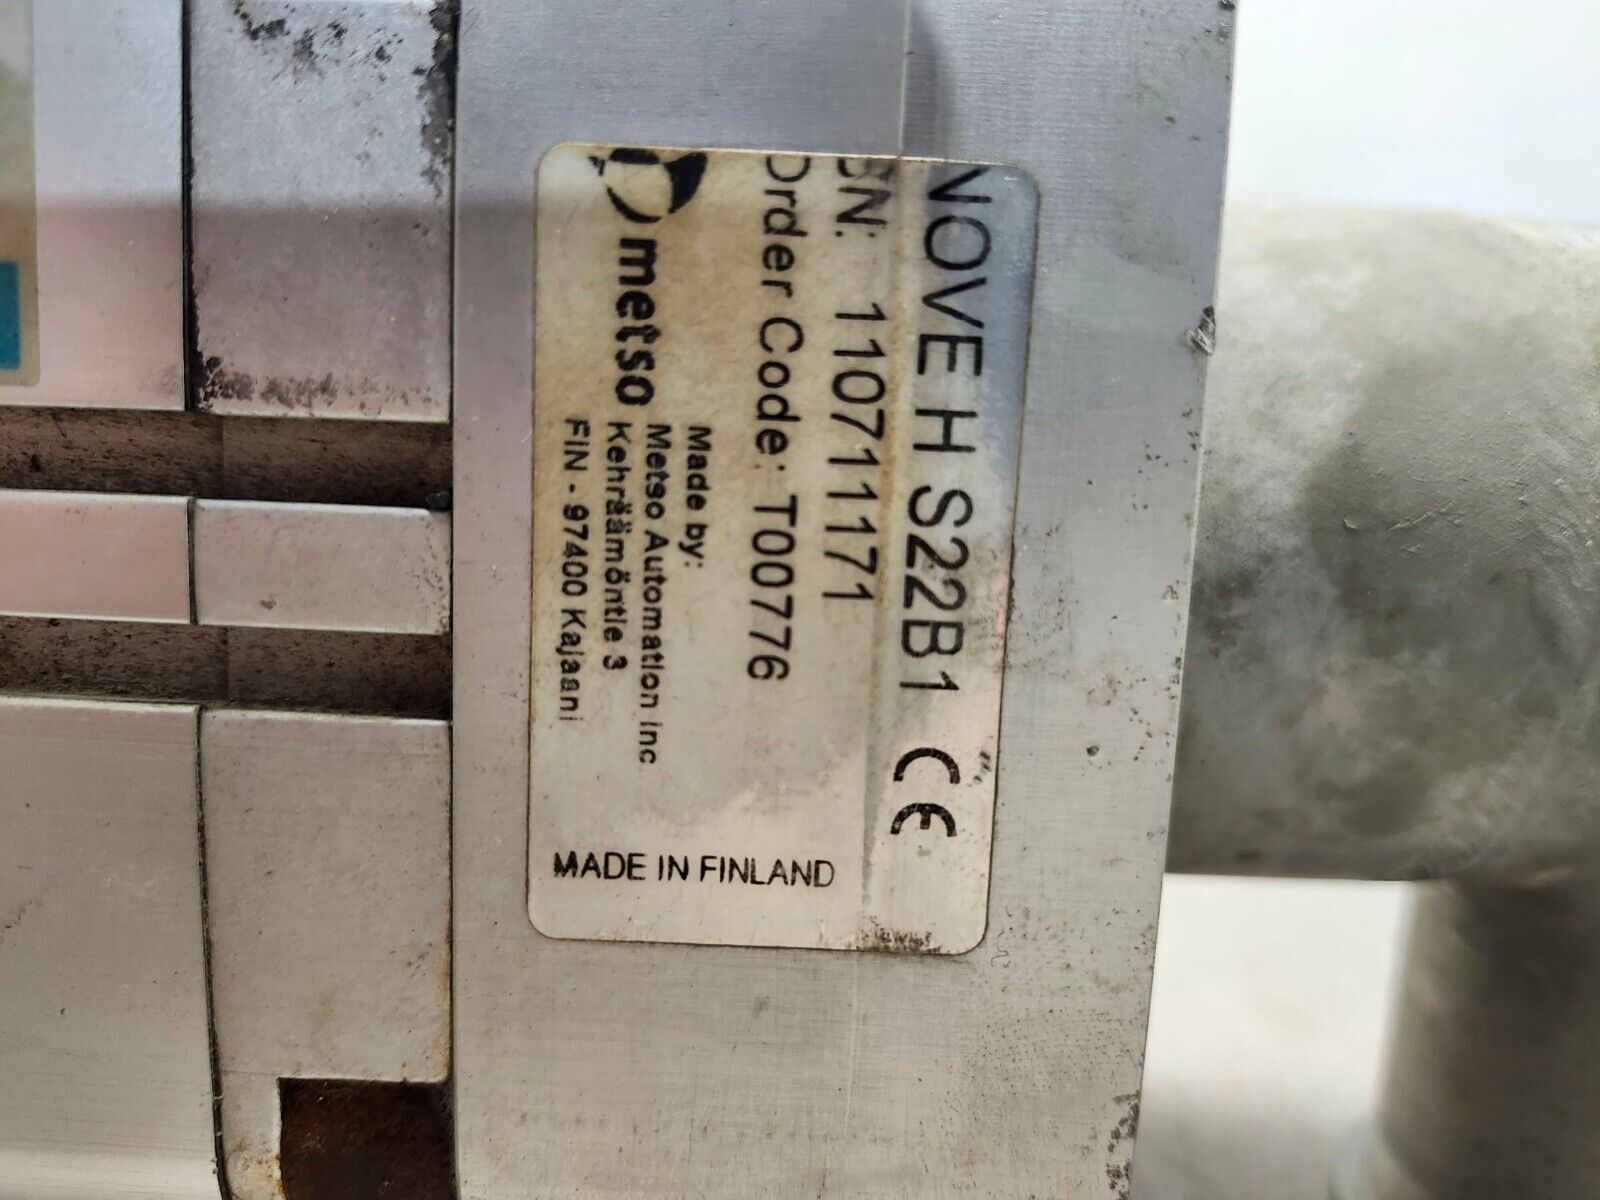 NOVE H S22B1 CE
SN: 110711171
Order Code: T00776
metso
Made by:
Metso Automation Inc
Kehräämöntie 3
FIN - 97400 Kajaani
MADE IN FINLAND